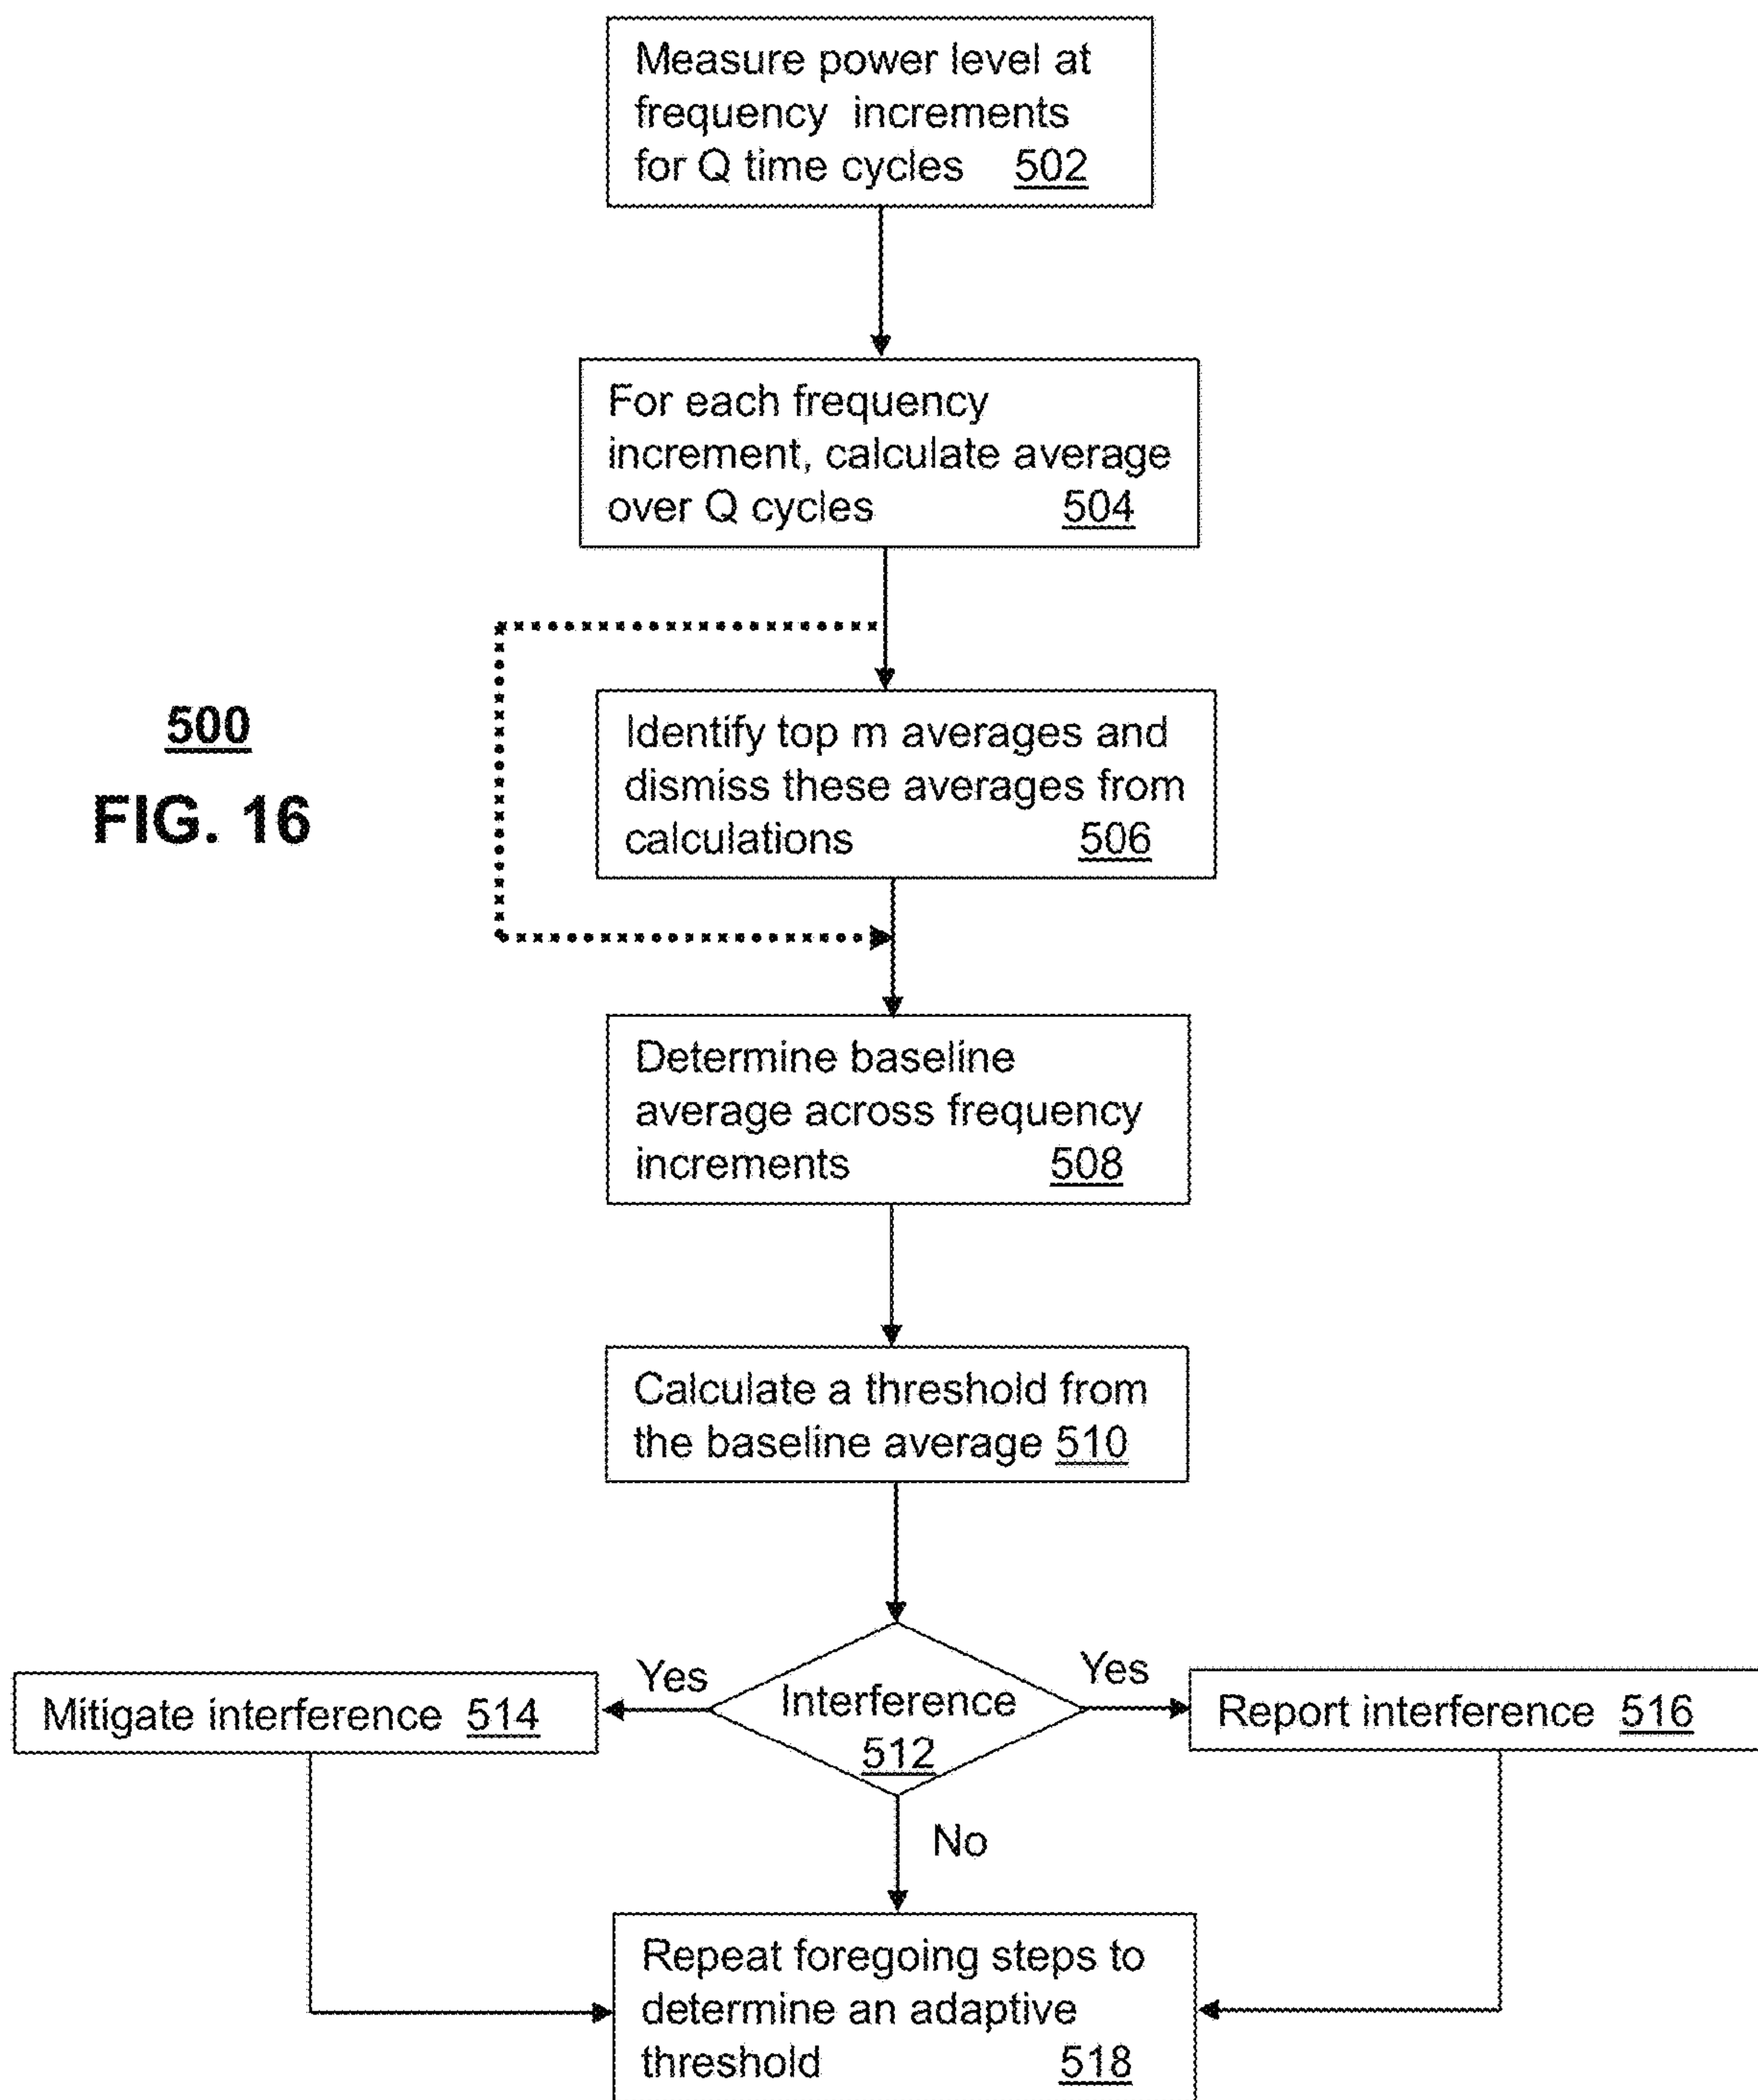 Measure power level at
frequency increments
for Q time cycles 502
For each frequency
increment, calculate average
over Q cycles 504
500
FIG. 16
Identify top m averages and
dismiss these averages from
calculations 506
Determine baseline
average across frequency
increments 508
Calculate a threshold from
the baseline average 510
Yes
Yes
Mitigate interference 514
Interference
512
Report interference 516
No
Repeat foregoing steps to
determine an adaptive
threshold 518